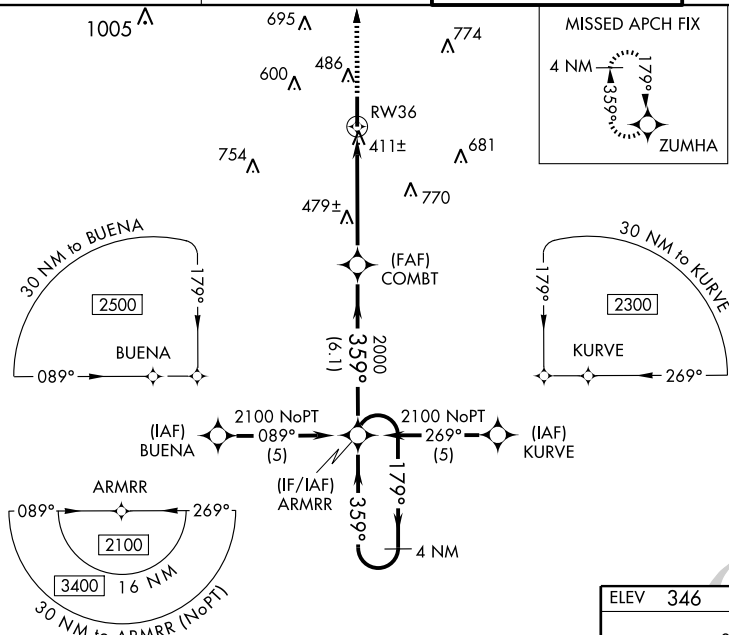 1005
695
774
486
600
RW36
411±
681
754
770
479±
MISSED APCH FIX
4 NM
179°
359°
ZUMHA
30 NM to BUENA
2500
179°
BUENA
089°
(FAF)
COMBT
2000
359°
(6.1)
30 NM to KURVE
2300
179°
KURVE
269°
(IAF)
BUENA
2100 NoPT
089°
(5)
2100 NoPT
269°
(5)
(IAF)
KURVE
(IF/IAF)
ARMRR
179°
359°
4 NM
ARMRR
089°
269°
2100
3400
16 NM
30 NM to ARMRR (NoPT)
ELEV 346